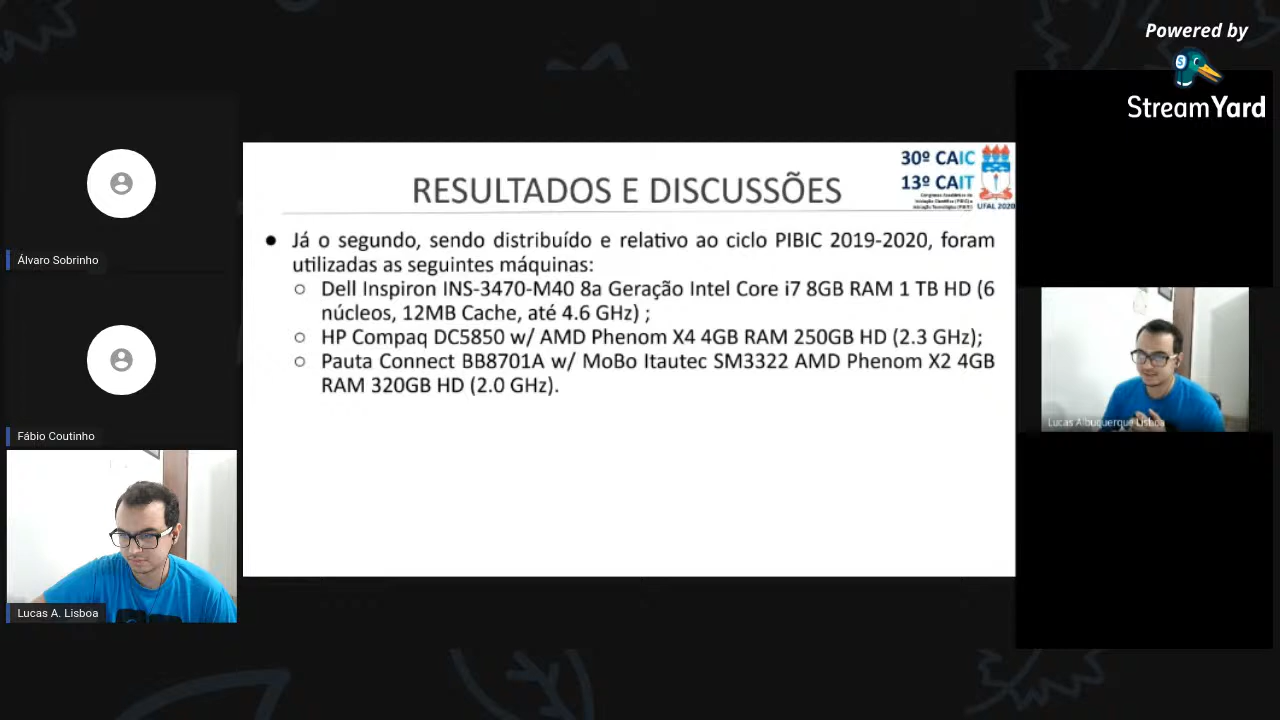 Powered by
StreamYard
Álvaro Sobrinho
Fábio Coutinho
Lucas A. Lisboa
30º CAIC
13º CAIT
UFAL 2020
RESULTADOS E DISCUSSÕES
● Já o segundo, sendo distribuído e relativo ao ciclo PIBIC 2019-2020, foram
utilizadas as seguintes máquinas:
○ Dell Inspiron INS-3470-M40 8a Geração Intel Core i7 8GB RAM 1 TB HD (6
núcleos, 12MB Cache, até 4.6 GHz) ;
○ HP Compaq DC5850 w/ AMD Phenom X4 4GB RAM 250GB HD (2.3 GHz);
○ Pauta Connect BB8701A w/ MoBo Itautec SM3322 AMD Phenom X2 4GB
RAM 320GB HD (2.0 GHz).
Lucas Albuquerque Lisboa